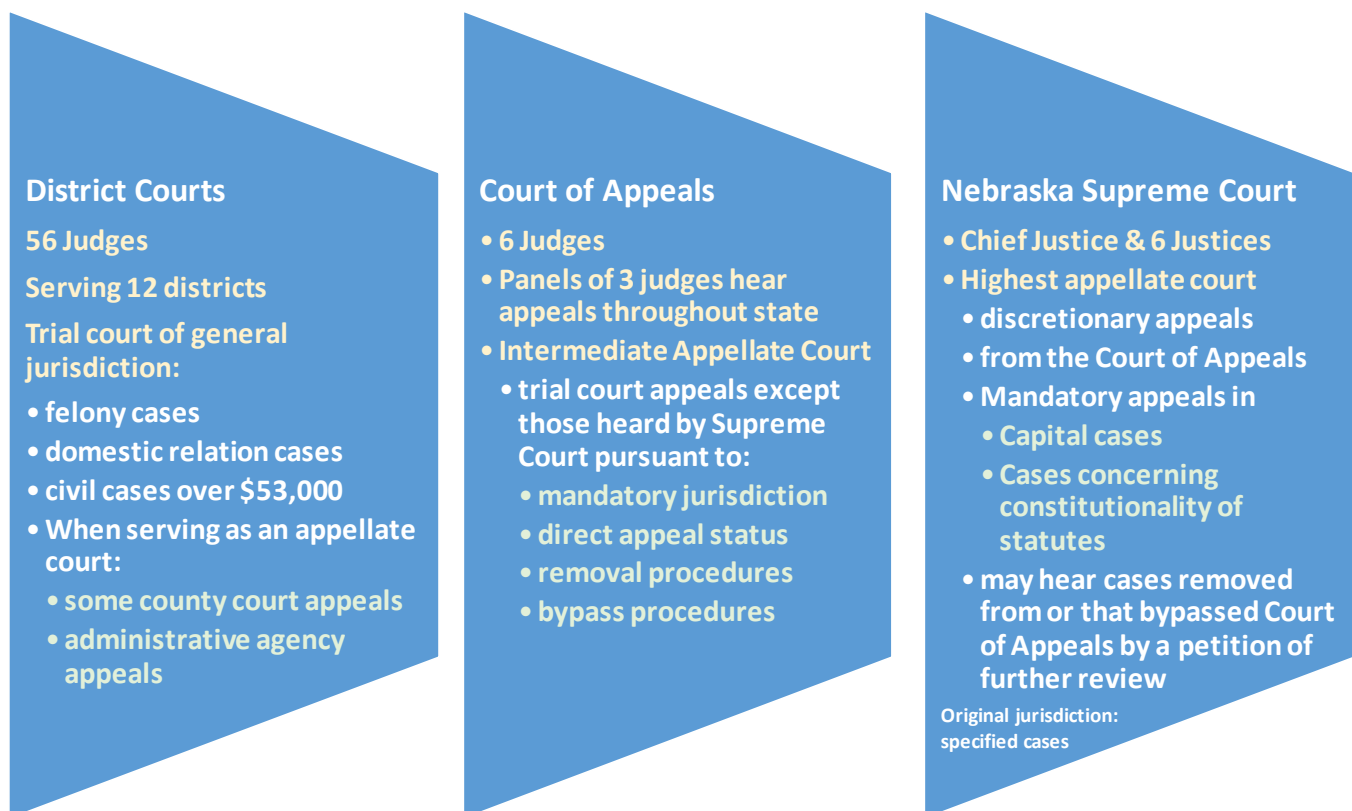 District Courts
56 Judges
Serving 12 districts
Trial court of general
jurisdiction:
• felony cases
• domestic relation cases
• civil cases over $53,000
• When serving as an appellate
court:
• some county court appeals
• administrative agency
appeals
Court of Appeals
• 6 Judges
• Panels of 3 judges hear
appeals throughout state
• Intermediate Appellate Court
• trial court appeals except
those heard by Supreme
Court pursuant to:
• mandatory jurisdiction
• direct appeal status
• removal procedures
• bypass procedures
Nebraska Supreme Court
• Chief Justice & 6 Justices
• Highest appellate court
• discretionary appeals
• from the Court of Appeals
• Mandatory appeals in
• Capital cases
• Cases concerning
constitutionality of
statutes
• may hear cases removed
from or that bypassed Court
of Appeals by a petition of
further review
Original jurisdiction:
specified cases